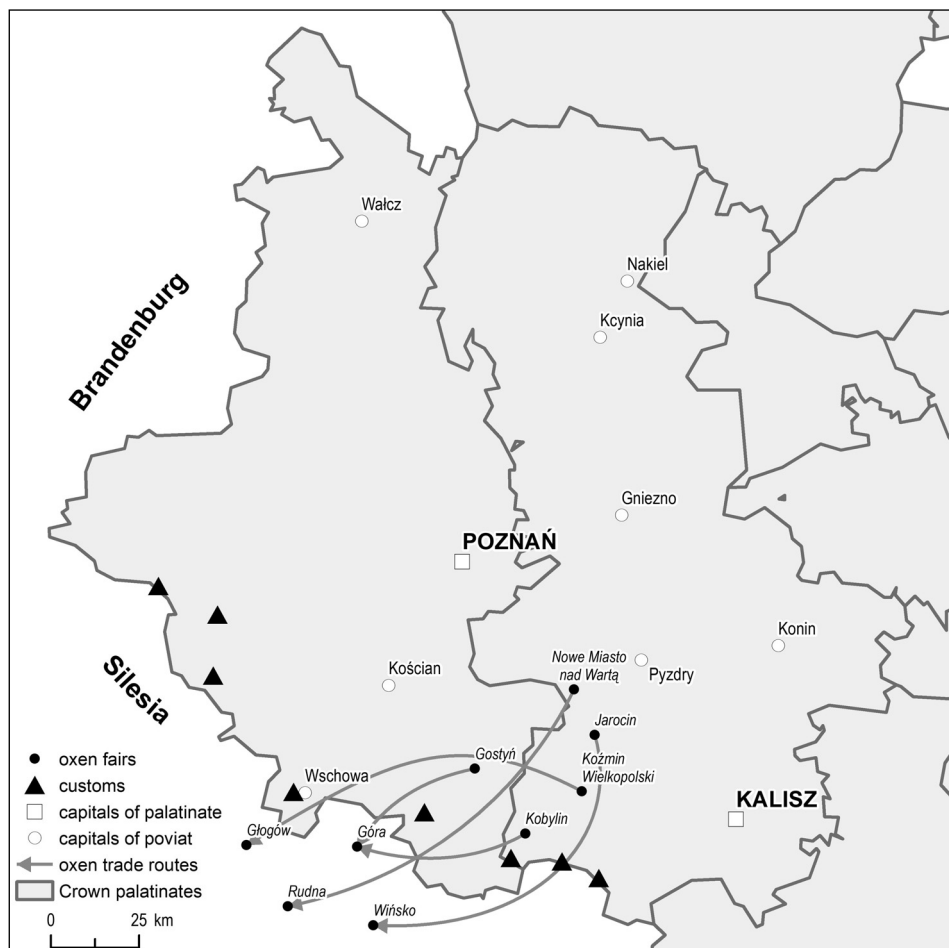 Wałcz
Nakiel
Kcynia
Brandenburg
Gniezno
POZNAŃ
Konin
Silesia
Kościan
Nowe Miasto
nad Wartą
Pyzdry
Jarocin
Gostyń
Koźmin
Wielkopolski
Wschowa
KALISZ
Głogów
Góra
Kobylin
Rudna
Wińsko
oxen fairs
customs
capitals of palatinate
capitals of poviat
oxen trade routes
Crown palatinates
0 25 km